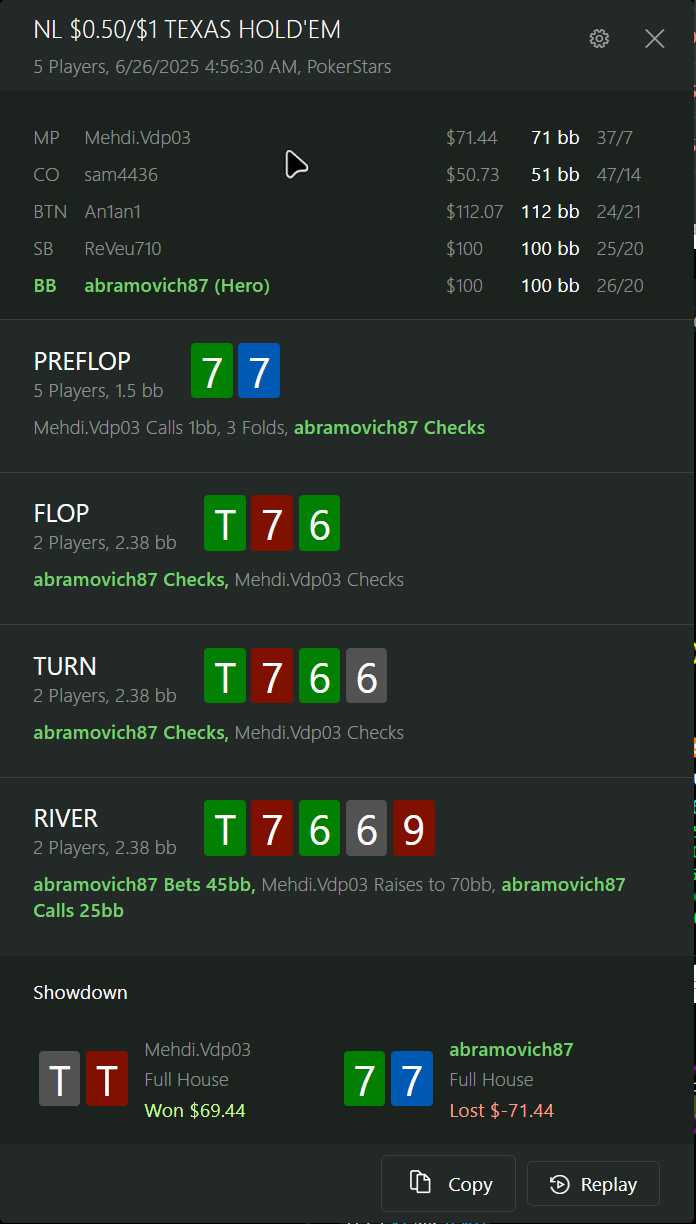 NL $0.50/$1 TEXAS HOLD'EM
5 Players, 6/26/2025 4:56:30 AM, PokerStars
MP Mehdi.Vdp03 $71.44 71 bb 37/7
CO sam4436 $50.73 51 bb 47/14
BTN An1an1 $112.07 112 bb 24/21
SB ReVeu710 $100 100 bb 25/20
BB abramovich87 (Hero) $100 100 bb 26/20
PREFLOP 7 7
5 Players, 1.5 bb
Mehdi.Vdp03 Calls 1bb, 3 Folds, abramovich87 Checks
FLOP T 7 6
2 Players, 2.38 bb
abramovich87 Checks, Mehdi.Vdp03 Checks
TURN T 7 6 6
2 Players, 2.38 bb
abramovich87 Checks, Mehdi.Vdp03 Checks
RIVER T 7 6 6 9
2 Players, 2.38 bb
abramovich87 Bets 45bb, Mehdi.Vdp03 Raises to 70bb, abramovich87
Calls 25bb
Showdown
T T Mehdi.Vdp03
Full House
Won $69.44
7 7 abramovich87
Full House
Lost $-71.44
Copy Replay